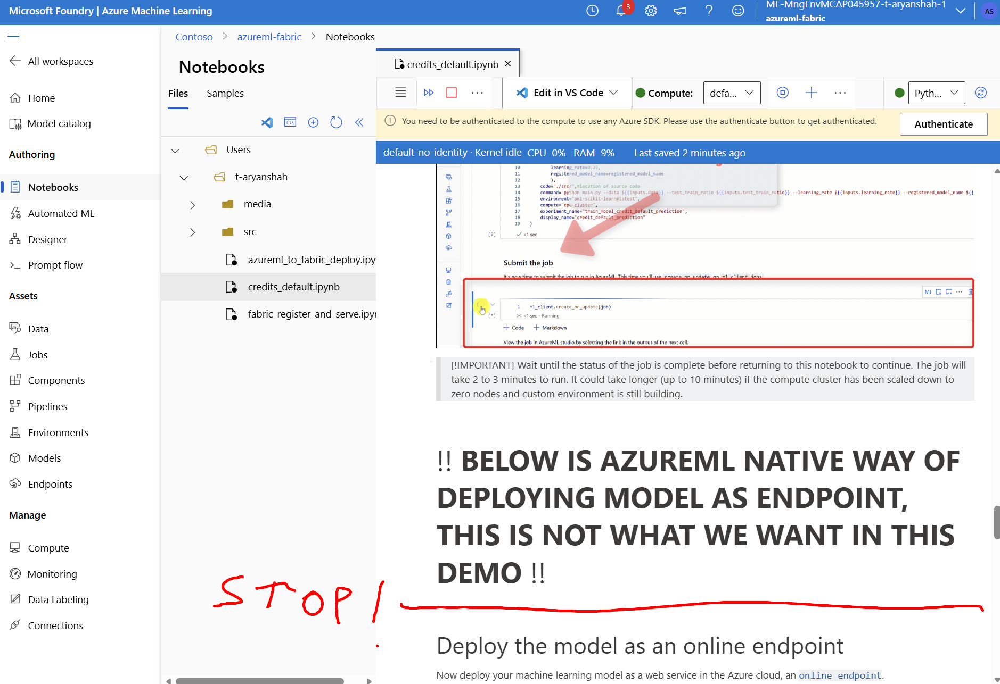 Microsoft Foundry | Azure Machine Learning
3
ME-MngEnvMCAP045957-t-aryanshah-1
azureml-fabric
AS
All workspaces
Home
Model catalog
Authoring
Notebooks
Automated ML
Designer
Prompt flow
Assets
Data
Jobs
Components
Pipelines
Environments
Models
Endpoints
Manage
Compute
Monitoring
Data Labeling
Connections
Contoso > azureml-fabric > Notebooks
Notebooks
Files Samples
Users
t-aryanshah
media
src
azureml_to_fabric_deploy.ipy
credits_default.ipynb
fabric_register_and_serve.ipyn
credits_default.ipynb
Edit in VS Code
Compute: defa...
Pyth...
You need to be authenticated to the compute to use any Azure SDK. Please use the authenticate button to get authenticated.
Authenticate
default-no-identity · Kernel idle CPU 0% RAM 9% Last saved 2 minutes ago
10 learning_rate=0.25,
11 registered_model_name=registered_model_name
12 ),
13 code="./src/",#location of source code
14 command="python main.py --data ${{inputs.data}} --test_train_ratio ${{inputs.test_train_ratio}} --learning_rate ${{inputs.learning_rate}} --registered_model_name ${{
15 environment="aml-scikit-learn@latest",
16 compute="cpu-cluster",
17 experiment_name="train_model_credit_default_prediction",
18 display_name="credit_default_prediction"
19 )
[9] <1 sec
Submit the job
It's now time to submit the job to run in AzureML. This time you'll use create_or_update on ml_client.jobs
1 ml_client.create_or_update(job)
[*] <1 sec - Running
+ Code + Markdown
View the job in AzureML studio by selecting the link in the output of the next cell.
[!IMPORTANT] Wait until the status of the job is complete before returning to this notebook to continue. The job will
take 2 to 3 minutes to run. It could take longer (up to 10 minutes) if the compute cluster has been scaled down to
zero nodes and custom environment is still building.
!! BELOW IS AZUREML NATIVE WAY OF
DEPLOYING MODEL AS ENDPOINT,
THIS IS NOT WHAT WE WANT IN THIS
DEMO !!
STOP!
Deploy the model as an online endpoint
Now deploy your machine learning model as a web service in the Azure cloud, an online endpoint.